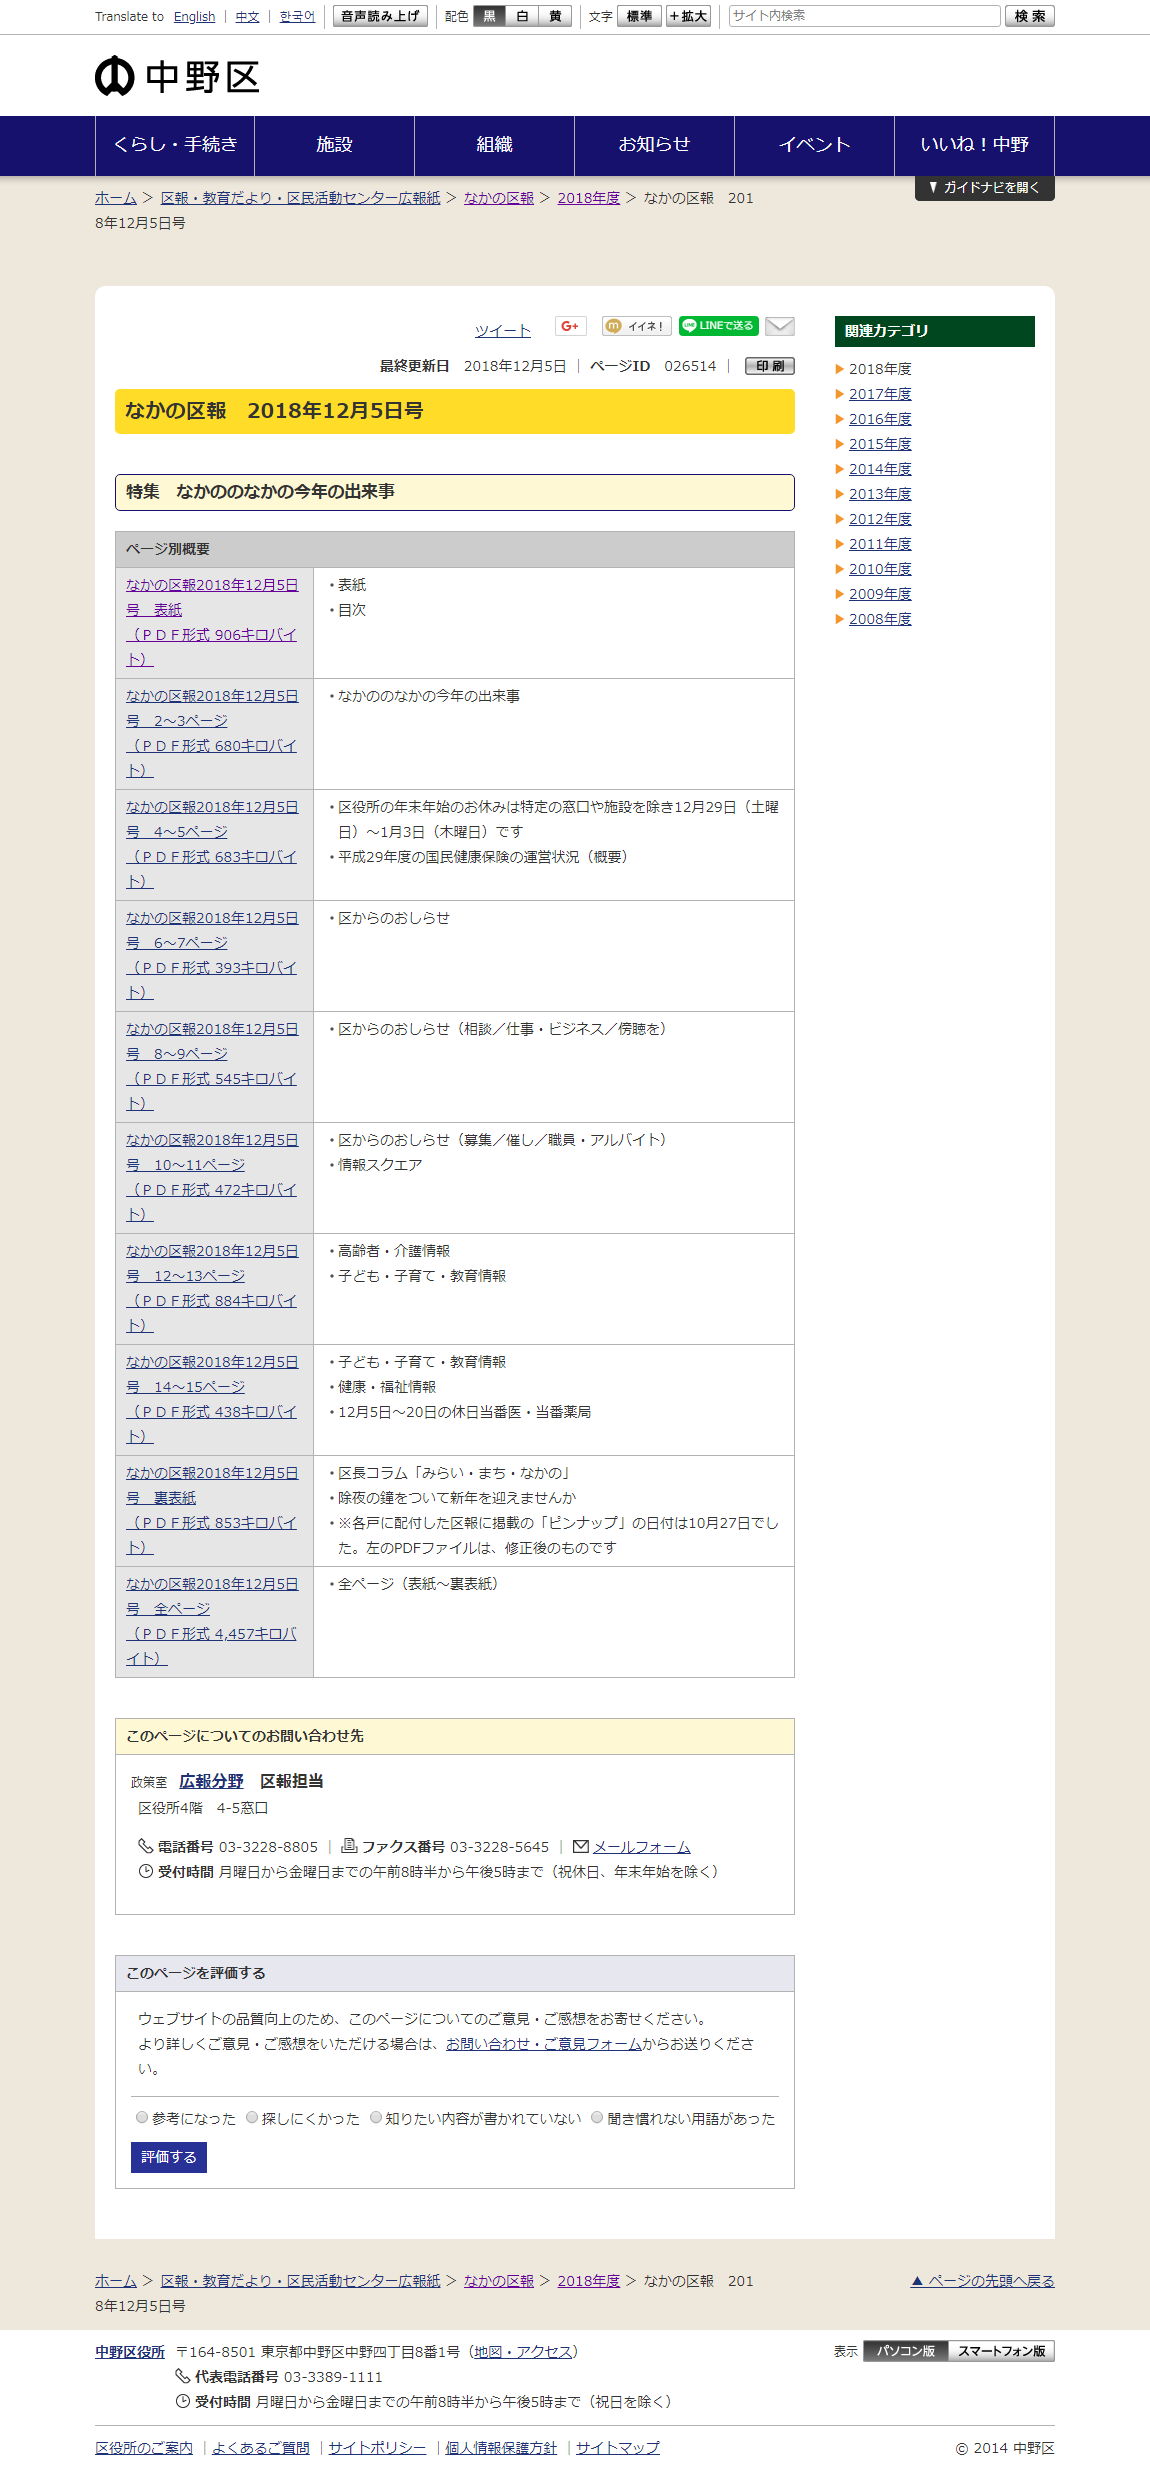 Translate to English | 中文 | 한국어 音声読み上げ 配色 黒 白 黄 文字 標準 +拡大 サイト内検索 検索
中野区
くらし・手続き 施設 組織 お知らせ イベント いいね！中野
▼ ガイドナビを開く
ホーム ＞ 区報・教育だより・区民活動センター広報紙 ＞ なかの区報 ＞ 2018年度 ＞ なかの区報　201
8年12月5日号
ツイート G+ m イイネ！ LINEで送る
最終更新日　2018年12月5日 | ページID　026514 | 印刷
なかの区報　2018年12月5日号
特集　なかののなかの今年の出来事
ページ別概要
なかの区報2018年12月5日
号　表紙
（ＰＤＦ形式 906キロバイ
ト）
・表紙
・目次
なかの区報2018年12月5日
号　2～3ページ
（ＰＤＦ形式 680キロバイ
ト）
・なかののなかの今年の出来事
なかの区報2018年12月5日
号　4～5ページ
（ＰＤＦ形式 683キロバイ
ト）
・区役所の年末年始のお休みは特定の窓口や施設を除き12月29日（土曜
日）～1月3日（木曜日）です
・平成29年度の国民健康保険の運営状況（概要）
なかの区報2018年12月5日
号　6～7ページ
（ＰＤＦ形式 393キロバイ
ト）
・区からのおしらせ
なかの区報2018年12月5日
号　8～9ページ
（ＰＤＦ形式 545キロバイ
ト）
・区からのおしらせ（相談／仕事・ビジネス／傍聴を）
なかの区報2018年12月5日
号　10～11ページ
（ＰＤＦ形式 472キロバイ
ト）
・区からのおしらせ（募集／催し／職員・アルバイト）
・情報スクエア
なかの区報2018年12月5日
号　12～13ページ
（ＰＤＦ形式 884キロバイ
ト）
・高齢者・介護情報
・子ども・子育て・教育情報
なかの区報2018年12月5日
号　14～15ページ
（ＰＤＦ形式 438キロバイ
ト）
・子ども・子育て・教育情報
・健康・福祉情報
・12月5日～20日の休日当番医・当番薬局
なかの区報2018年12月5日
号　裏表紙
（ＰＤＦ形式 853キロバイ
ト）
・区長コラム「みらい・まち・なかの」
・除夜の鐘をついて新年を迎えませんか
・※各戸に配付した区報に掲載の「ピンナップ」の日付は10月27日でし
た。左のPDFファイルは、修正後のものです
なかの区報2018年12月5日
号　全ページ
（ＰＤＦ形式 4,457キロバ
イト）
・全ページ（表紙～裏表紙）
関連カテゴリ
2018年度
2017年度
2016年度
2015年度
2014年度
2013年度
2012年度
2011年度
2010年度
2009年度
2008年度
このページについてのお問い合わせ先
政策室 広報分野　区報担当
区役所4階　4-5窓口
電話番号 03-3228-8805 | ファクス番号 03-3228-5645 | メールフォーム
受付時間 月曜日から金曜日までの午前8時半から午後5時まで（祝休日、年末年始を除く）
このページを評価する
ウェブサイトの品質向上のため、このページについてのご意見・ご感想をお寄せください。
より詳しくご意見・ご感想をいただける場合は、お問い合わせ・ご意見フォームからお送りくださ
い。
参考になった 探しにくかった 知りたい内容が書かれていない 聞き慣れない用語があった
評価する
ホーム ＞ 区報・教育だより・区民活動センター広報紙 ＞ なかの区報 ＞ 2018年度 ＞ なかの区報　201
8年12月5日号
▲ ページの先頭へ戻る
中野区役所 〒164-8501 東京都中野区中野四丁目8番1号（地図・アクセス）
代表電話番号 03-3389-1111
受付時間 月曜日から金曜日までの午前8時半から午後5時まで（祝日を除く）
表示 パソコン版 スマートフォン版
区役所のご案内 | よくあるご質問 | サイトポリシー | 個人情報保護方針 | サイトマップ
© 2014 中野区